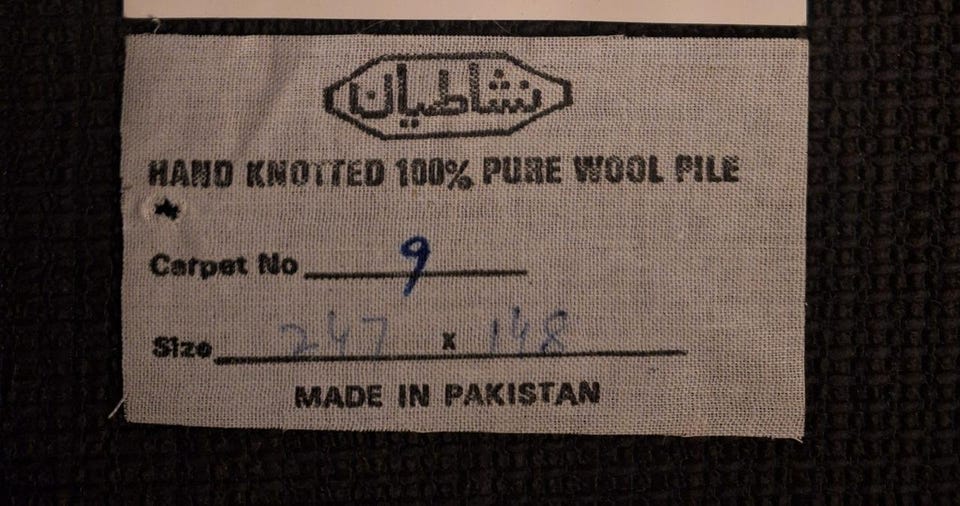 نشاطیان
HAND KNOTTED 100% PURE WOOL PILE
Carpet No 9
Size 247 x 148
MADE IN PAKISTAN